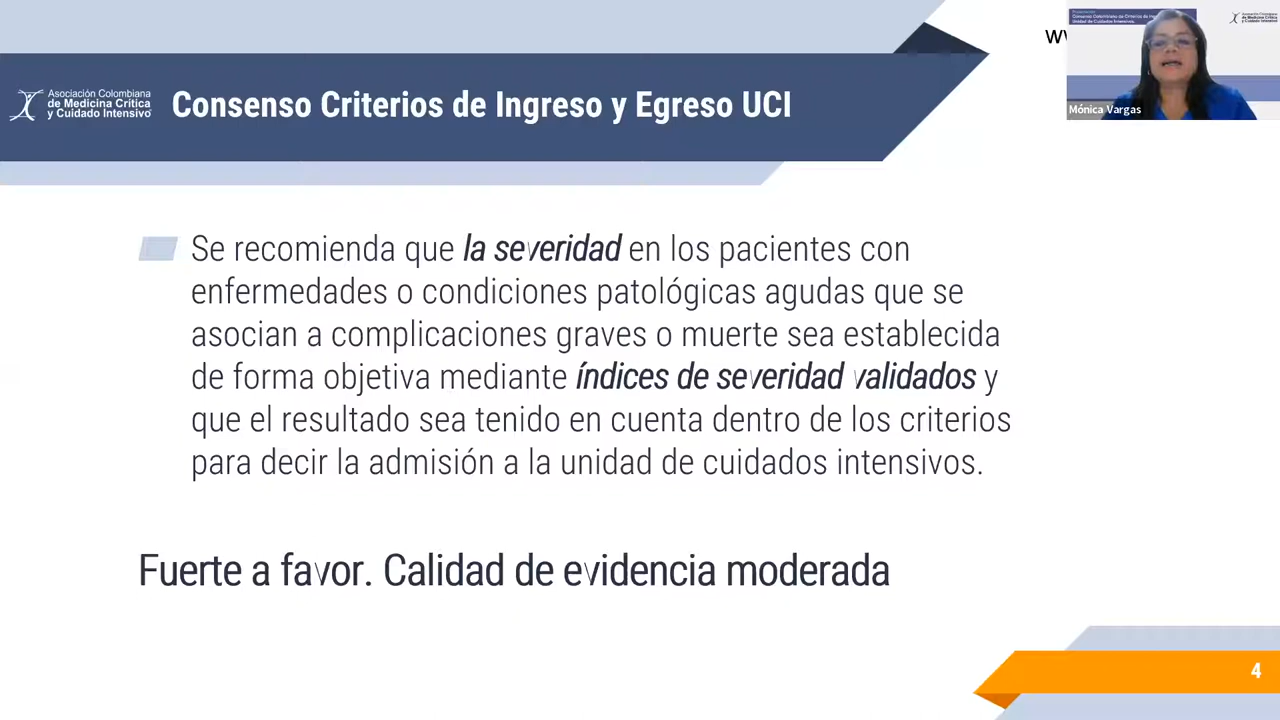 Asociación Colombiana
de Medicina Crítica
y Cuidado Intensivo
Consenso Criterios de Ingreso y Egreso UCI
Mónica Vargas
Se recomienda que la severidad en los pacientes con
enfermedades o condiciones patológicas agudas que se
asocian a complicaciones graves o muerte sea establecida
de forma objetiva mediante índices de severidad validados y
que el resultado sea tenido en cuenta dentro de los criterios
para decir la admisión a la unidad de cuidados intensivos.
Fuerte a favor. Calidad de evidencia moderada
4